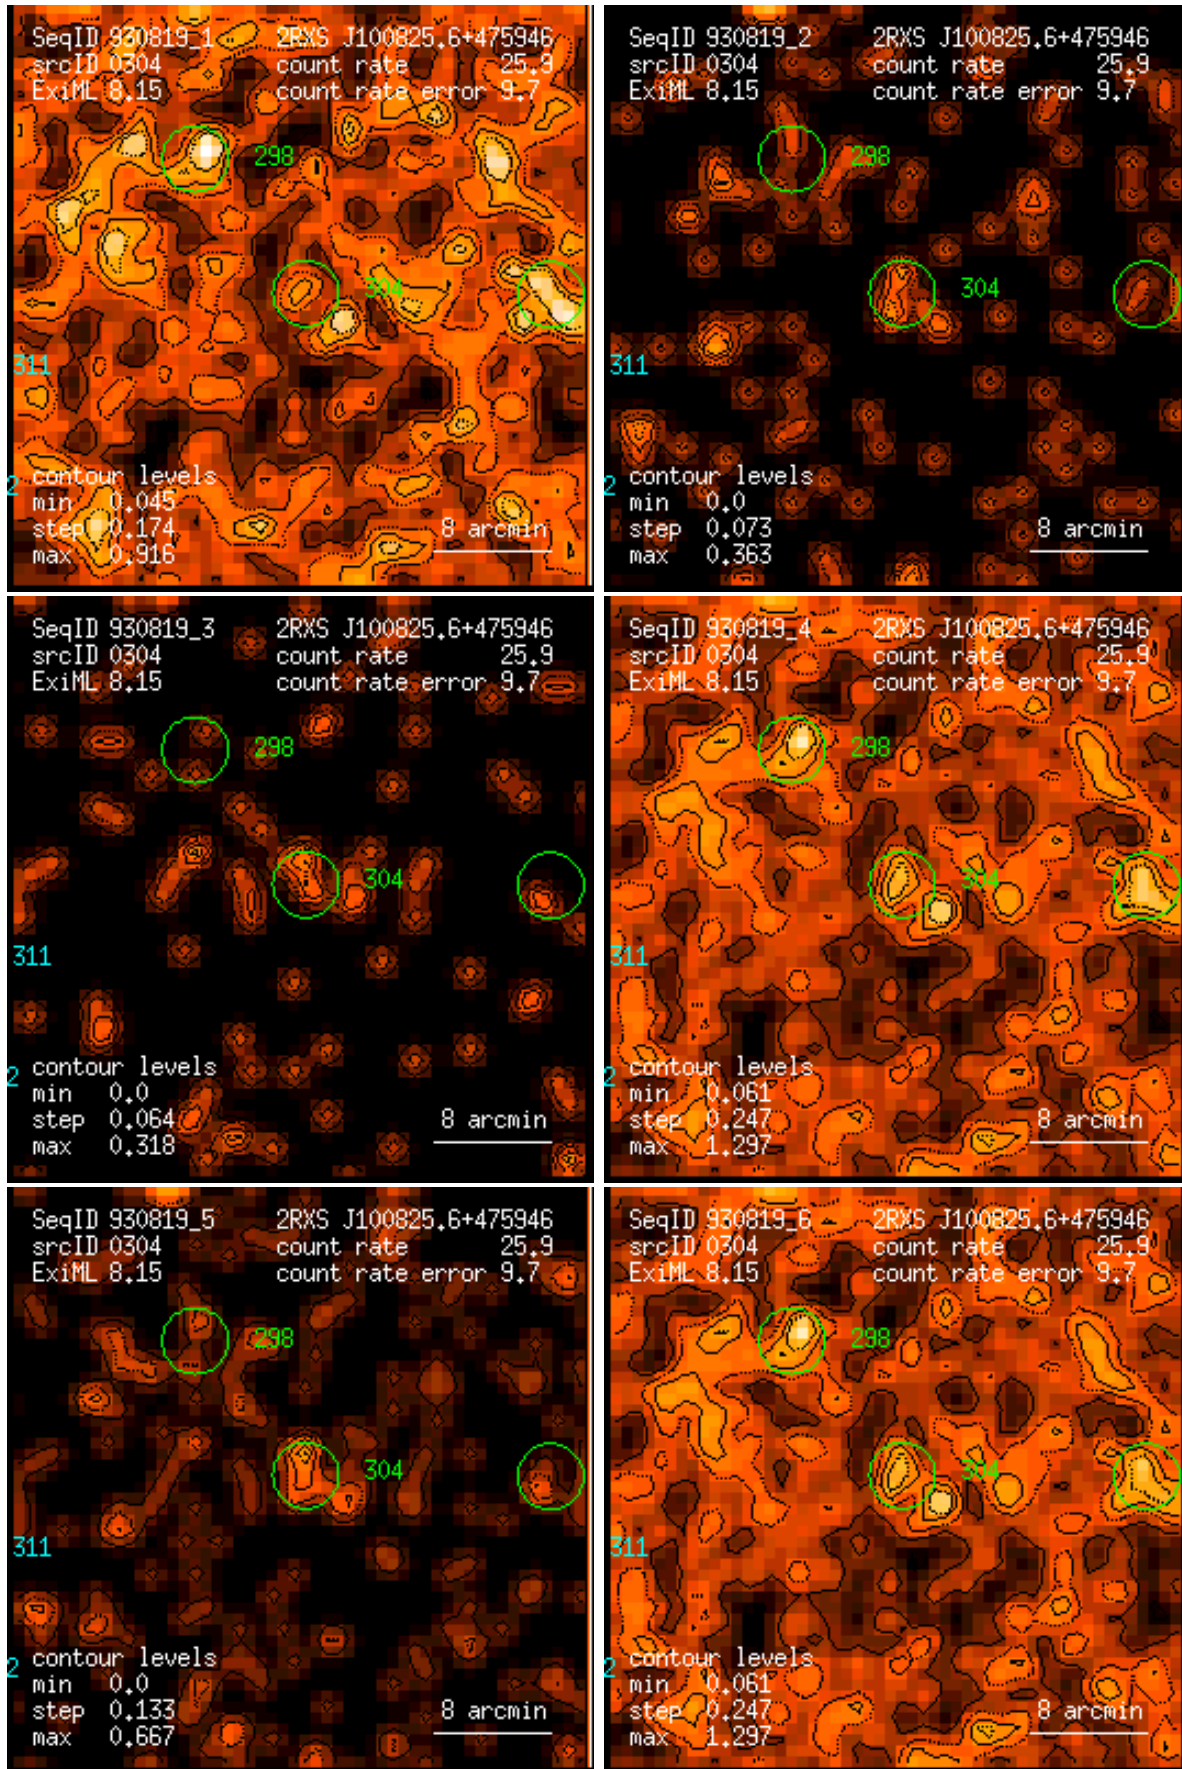 SeqID 930819_1 2RXS J100825.6+475946
srcID 0304 count rate 25.9
ExiML 8.15 count rate error 9.7
298
304
311
contour levels
2
min 0.045
step 0.174 8 arcmin
max 0.916
SeqID 930819_2 2RXS J100825.6+475946
srcID 0304 count rate 25.9
ExiML 8.15 count rate error 9.7
298
304
311
contour levels
2
min 0.0
step 0.073 8 arcmin
max 0.363
SeqID 930819_3 2RXS J100825.6+475946
srcID 0304 count rate 25.9
ExiML 8.15 count rate error 9.7
298
304
311
contour levels
2
min 0.0
step 0.064 8 arcmin
max 0.318
SeqID 930819_4 2RXS J100825.6+475946
srcID 0304 count rate 25.9
ExiML 8.15 count rate error 9.7
298
304
311
contour levels
2
min 0.061
step 0.247 8 arcmin
max 1.297
SeqID 930819_5 2RXS J100825.6+475946
srcID 0304 count rate 25.9
ExiML 8.15 count rate error 9.7
298
304
311
contour levels
2
min 0.0
step 0.133 8 arcmin
max 0.667
SeqID 930819_6 2RXS J100825.6+475946
srcID 0304 count rate 25.9
ExiML 8.15 count rate error 9.7
298
304
311
contour levels
2
min 0.061
step 0.247 8 arcmin
max 1.297